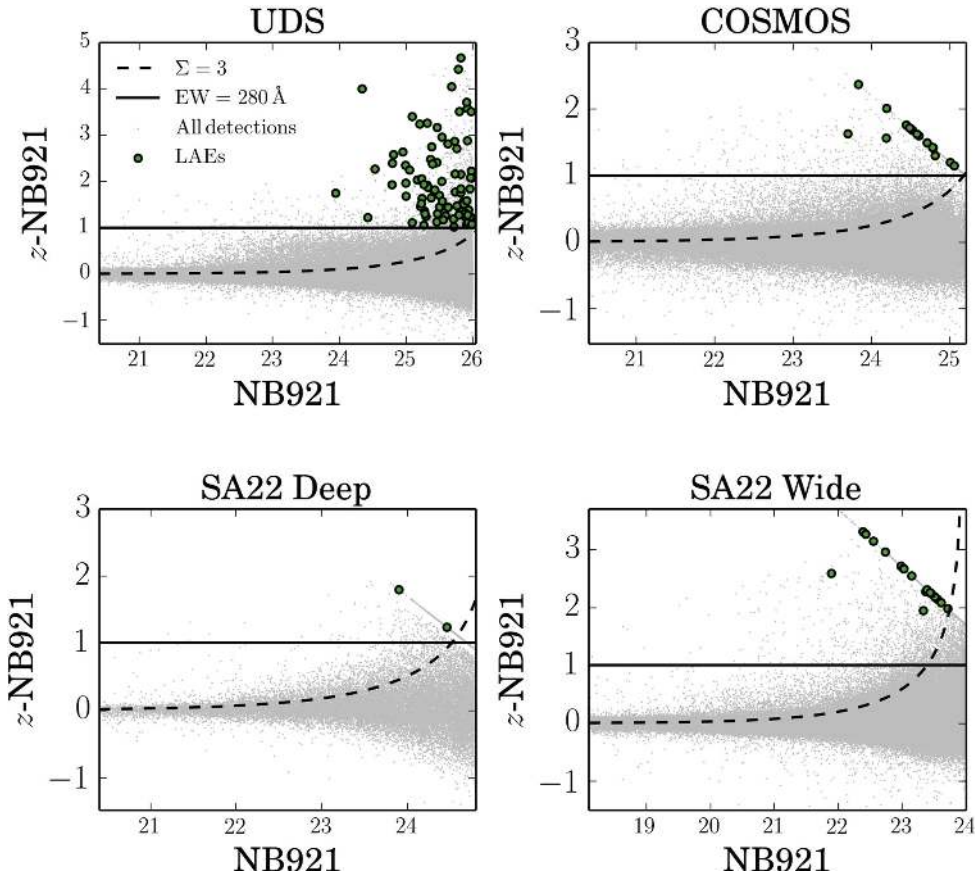 UDS
5
4
3
2
1
0
−1
z-NB921
Σ = 3
EW = 280 Å
All detections
LAEs
21 22 23 24 25 26
NB921
COSMOS
3
2
1
0
−1
z-NB921
21 22 23 24 25
NB921
SA22 Deep
3
2
1
0
−1
z-NB921
21 22 23 24
NB921
SA22 Wide
3
2
1
0
−1
z-NB921
19 20 21 22 23 24
NB921